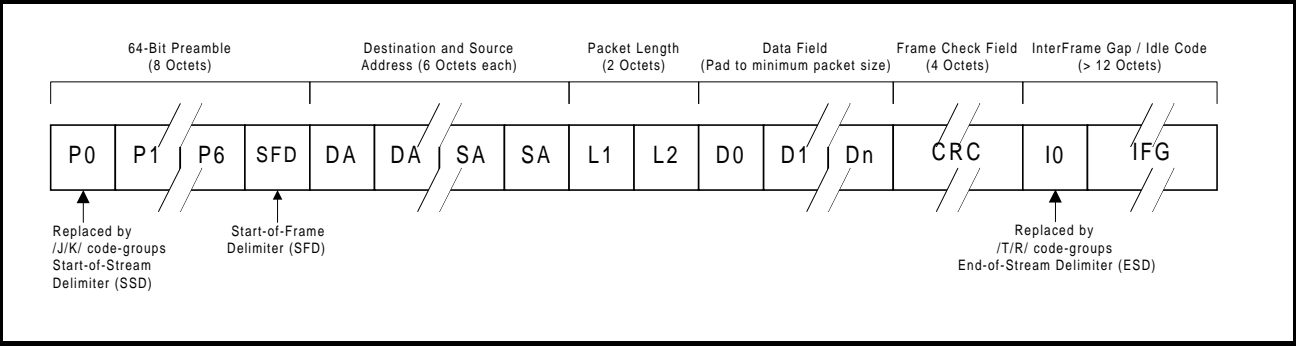 64-Bit Preamble
(8 Octets)
Destination and Source
Address (6 Octets each)
Packet Length
(2 Octets)
Data Field
(Pad to minimum packet size)
Frame Check Field
(4 Octets)
InterFrame Gap / Idle Code
(> 12 Octets)
P0 P1 P6 SFD DA DA SA SA L1 L2 D0 D1 Dn CRC I0 IFG
Replaced by
/J/K/ code-groups
Start-of-Stream
Delimiter (SSD)
Start-of-Frame
Delimiter (SFD)
Replaced by
/T/R/ code-groups
End-of-Stream Delimiter (ESD)